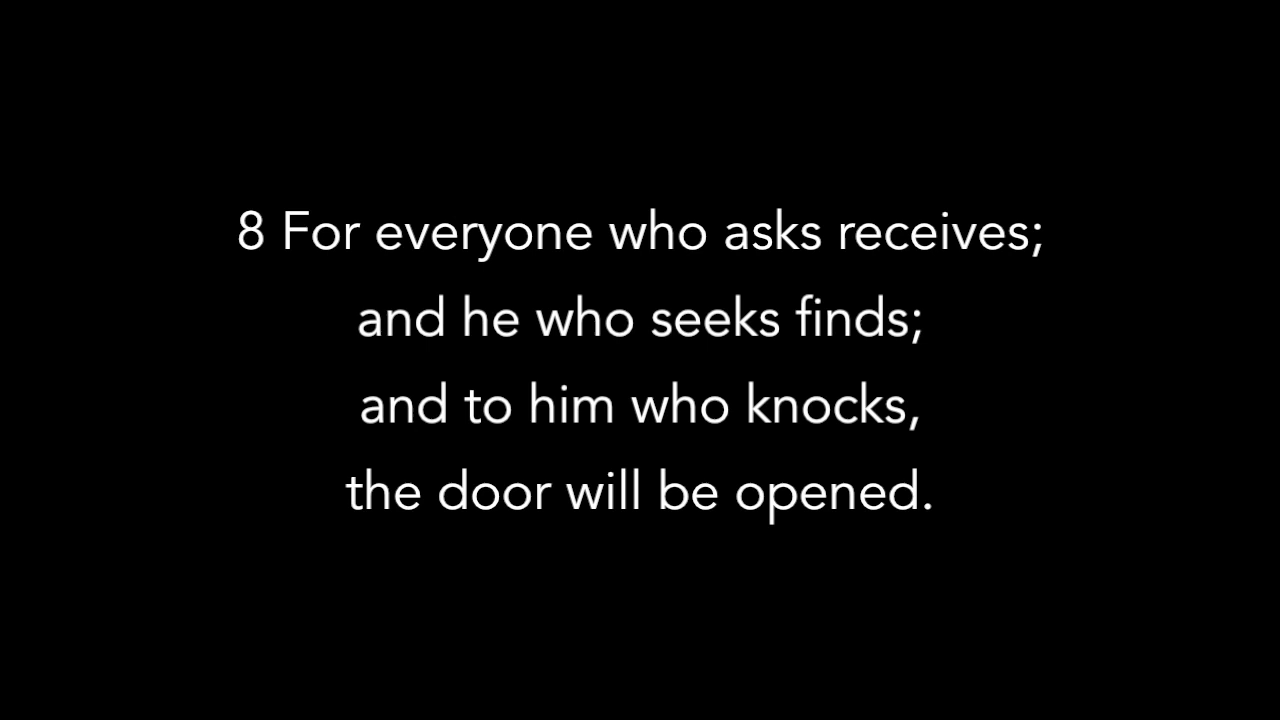 8 For everyone who asks receives;
and he who seeks finds;
and to him who knocks,
the door will be opened.